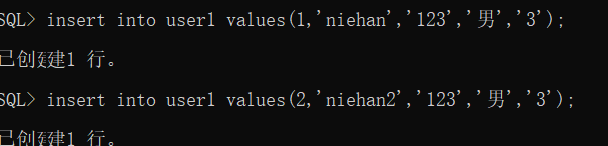 SQL> insert into user1 values(1,'niehan','123','男','3');
已创建1 行。
SQL> insert into user1 values(2,'niehan2','123','男','3');
已创建1 行。